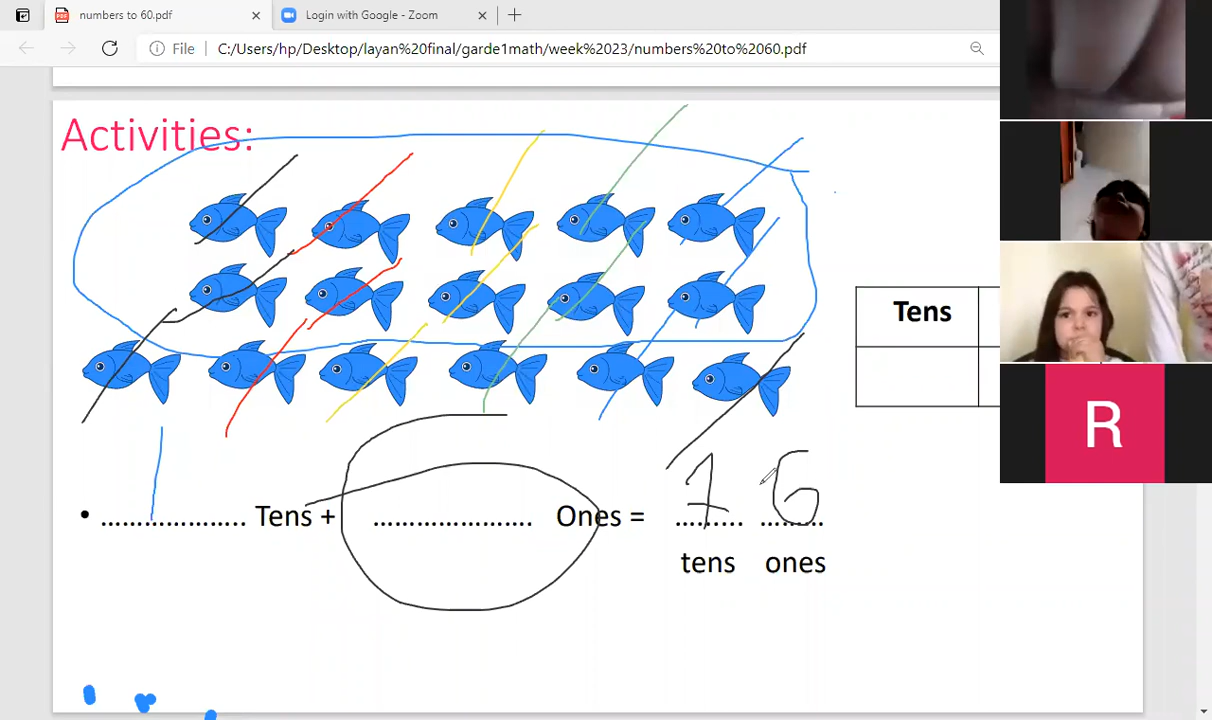 numbers to 60.pdf
Login with Google - Zoom
File
C:/Users/hp/Desktop/layan%20final/garde1math/week%2023/numbers%20to%2060.pdf
Activities:
Tens
R
1 6
• ..................... Tens + ....................... Ones = ......... .........
tens ones